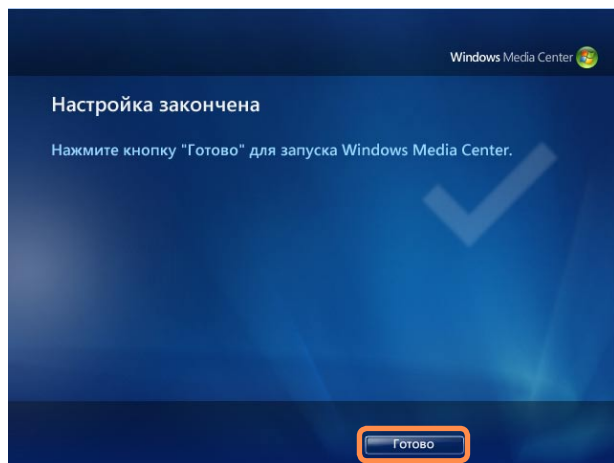 Windows Media Center
Настройка закончена
Нажмите кнопку "Готово" для запуска Windows Media Center.
Готово